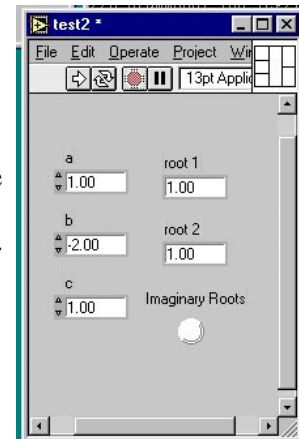 test2 *
File Edit Operate Project
13pt Applic
a
1.00
root 1
1.00
b
-2.00
root 2
1.00
c
1.00
Imaginary Roots